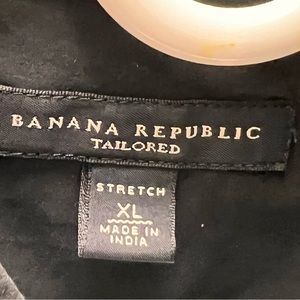 BANANA REPUBLIC
TAILORED
STRETCH
XL
MADE IN
INDIA